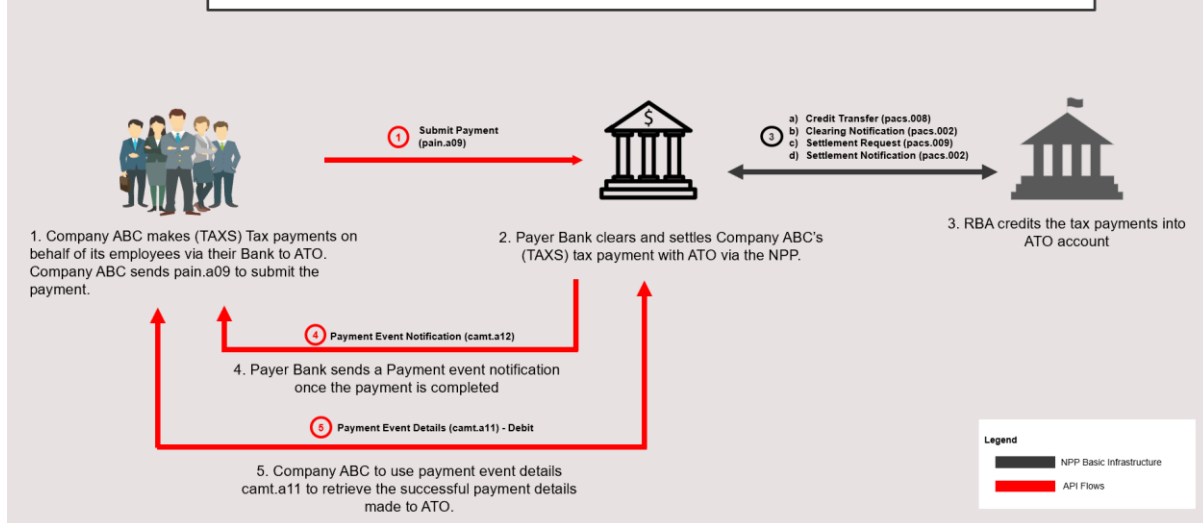 $
1
Submit Payment
(pain.a09)
3
a) Credit Transfer (pacs.008)
b) Clearing Notification (pacs.002)
c) Settlement Request (pacs.009)
d) Settlement Notification (pacs.002)
1. Company ABC makes (TAXS) Tax payments on
behalf of its employees via their Bank to ATO.
Company ABC sends pain.a09 to submit the
payment.
2. Payer Bank clears and settles Company ABC's
(TAXS) tax payment with ATO via the NPP.
3. RBA credits the tax payments into
ATO account
4 Payment Event Notification (camt.a12)
4. Payer Bank sends a Payment event notification
once the payment is completed
5 Payment Event Details (camt.a11) - Debit
5. Company ABC to use payment event details
camt.a11 to retrieve the successful payment details
made to ATO.
Legend
NPP Basic Infrastructure
API Flows